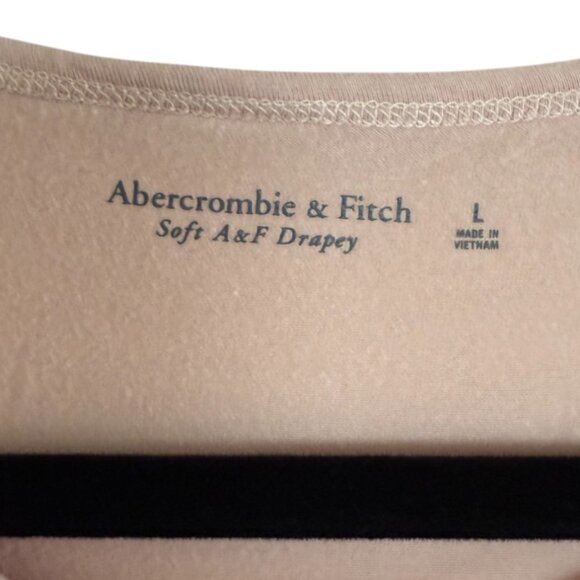 Abercrombie & Fitch
Soft A&F Drapey
L
MADE IN
VIETNAM